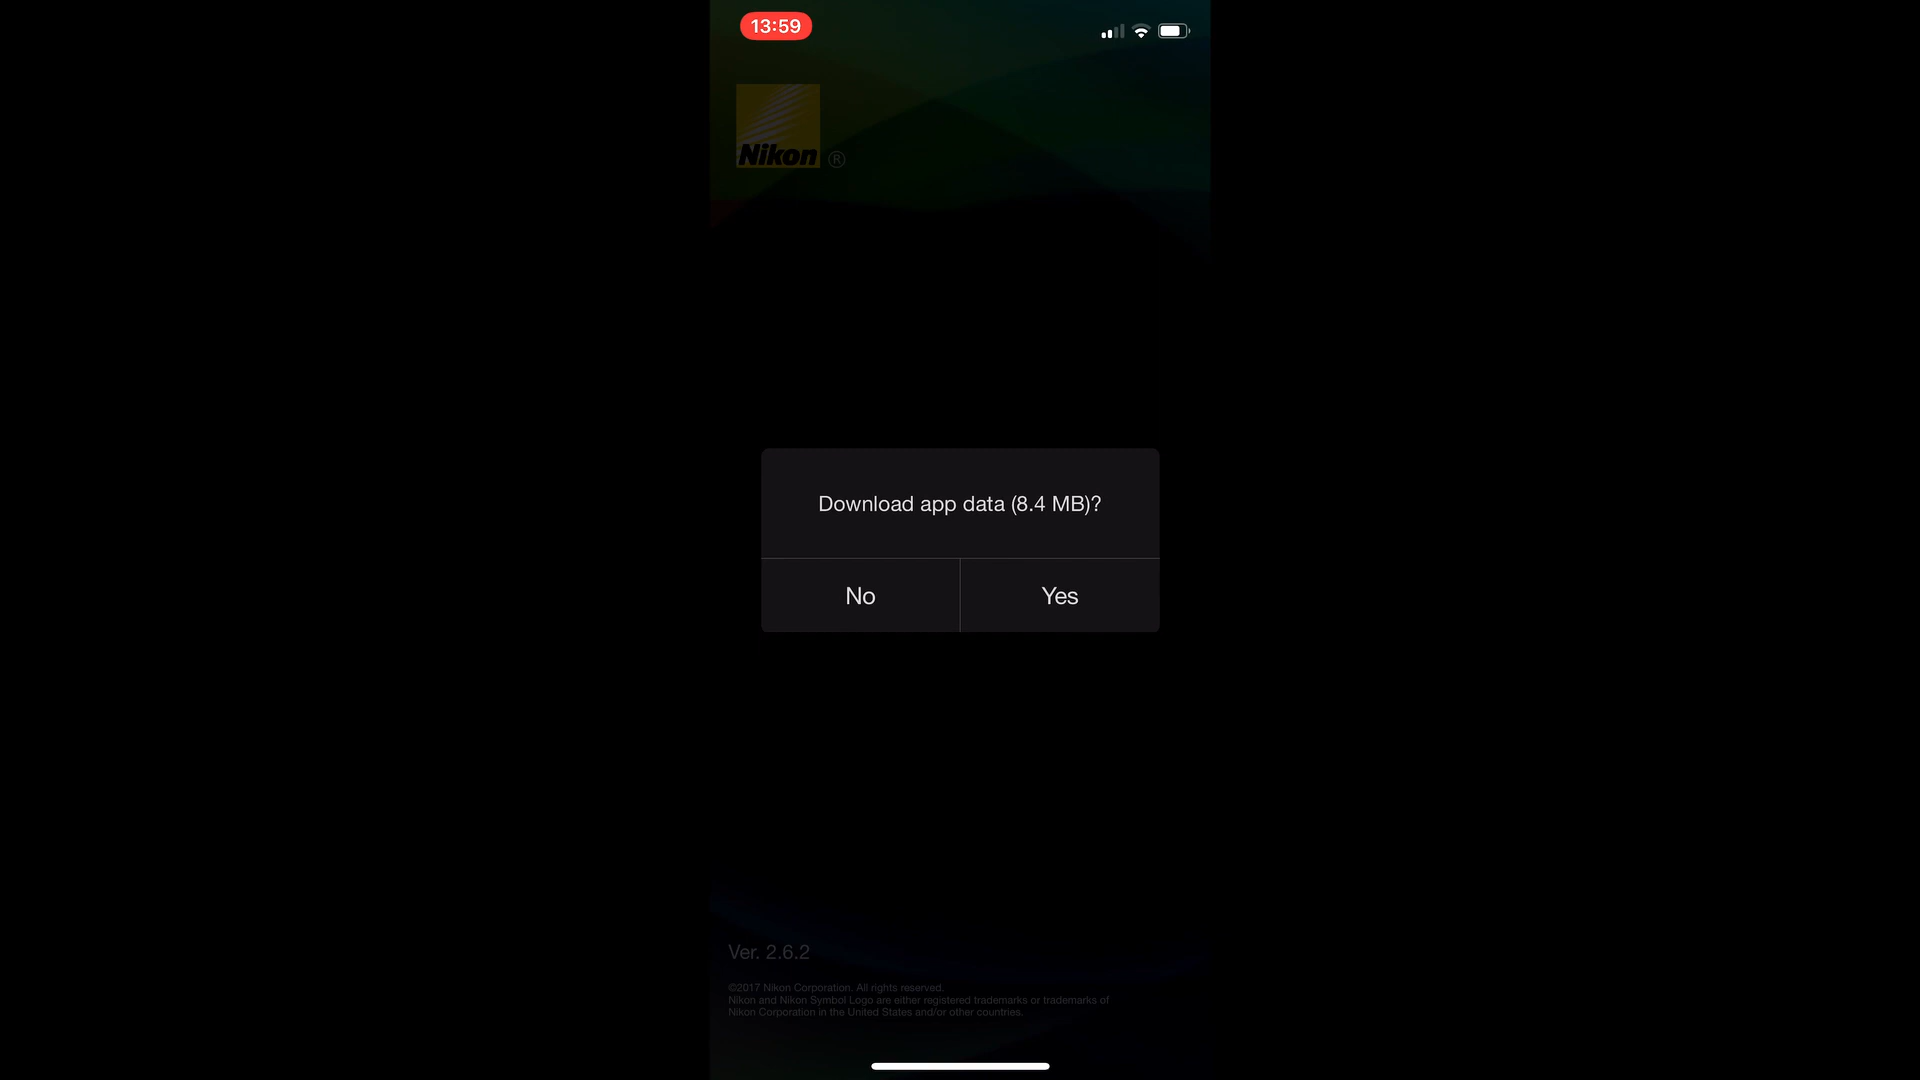 13:59
Nikon ®
Download app data (8.4 MB)?
No
Yes
Ver. 2.6.2
©2017 Nikon Corporation. All rights reserved.
Nikon and Nikon Symbol Logo are either registered trademarks or trademarks of
Nikon Corporation in the United States and/or other countries.